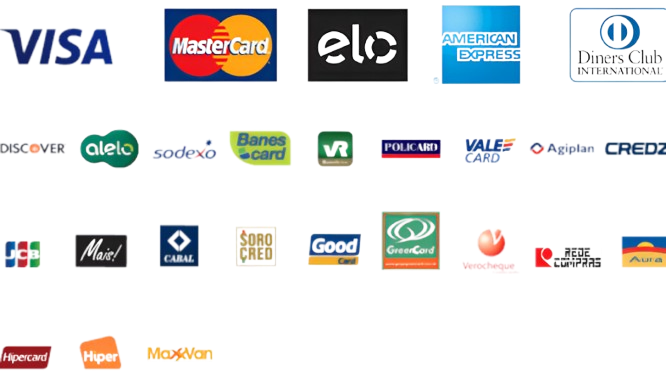 VISA
MasterCard
elo
AMERICAN
EXPRESS
Diners Club
INTERNATIONAL
DISCOVER
alelo
sodexo
Banes
card
VR
POLICARD
VALE
CARD
Agiplan
CREDZ
JCB
Mais!
CABAL
SORO
CRED
Good
Card
GreenCard
Verocheque
REDE
COMPRAS
Aura
Hipercard
Hiper
MaxxVan